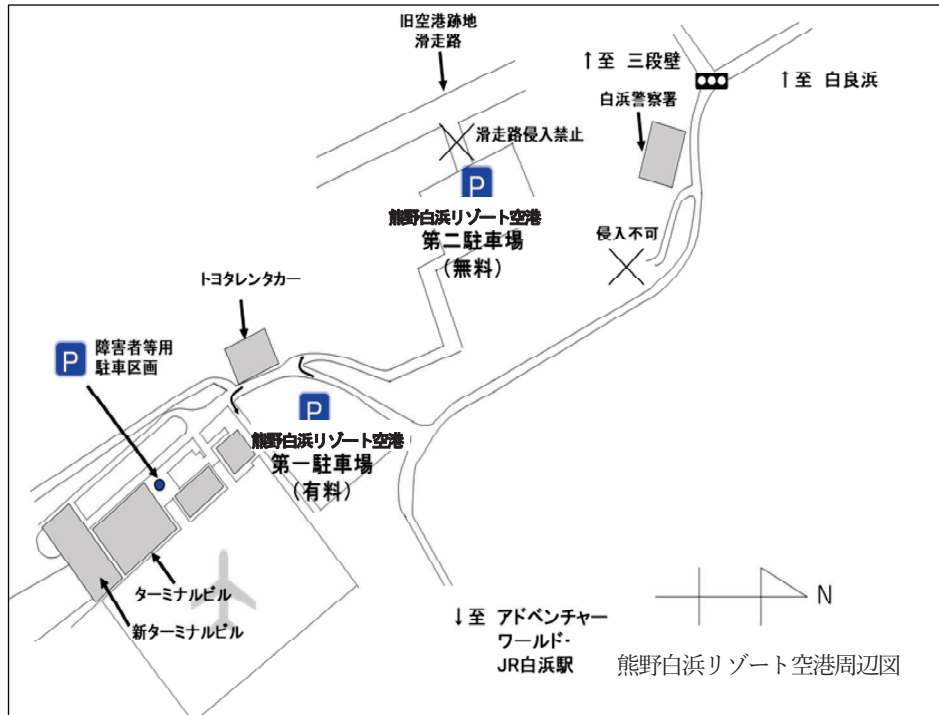 旧空港跡地
滑走路
↑至 三段壁
↑至 白良浜
白浜警察署
滑走路侵入禁止
P
熊野白浜リゾート空港
第二駐車場
(無料)
侵入不可
トヨタレンタカー
P
障害者等用
駐車区画
P
熊野白浜リゾート空港
第一駐車場
(有料)
ターミナルビル
新ターミナルビル
↓至 アドベンチャー
ワールド・
JR白浜駅
N
熊野白浜リゾート空港周辺図